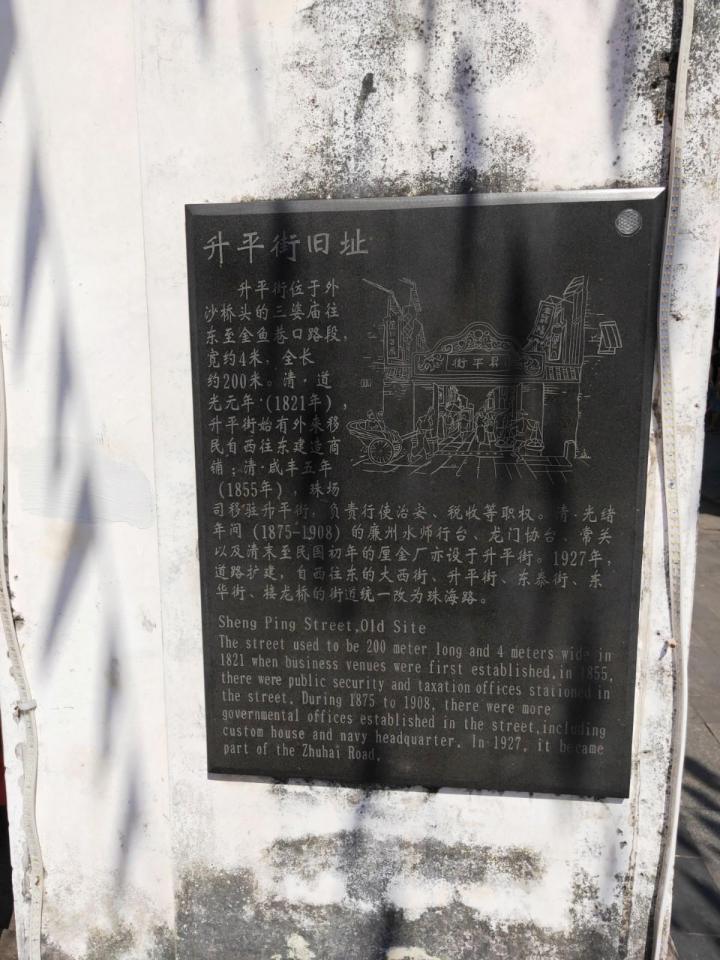 升平街旧址
升平街位于外
沙桥头的三婆庙往
东至金鱼巷口路段，
宽约4米，全长
约200米。清·道
光元年（1821年），
升平街始有外来移
民自西往东建造商
铺；清·咸丰五年
（1855年），珠场
司移驻升平街，负责行使治安、税收等职权。清·光绪
年间（1875-1908）的廉州水师行台、龙门协台、常关
以及清末至民国初年的厘金厂亦设于升平街。1927年，
道路扩建，自西往东的大西街、升平街、东泰街、东
华街、接龙桥的街道统一改为珠海路。
街平昇
Sheng Ping Street,Old Site
The street used to be 200 meter long and 4 meters wide in
1821 when business venues were first established.in 1855,
there were public security and taxation offices stationed in
the street. During 1875 to 1908, there were more
governmental offices established in the street,including
custom house and navy headquarter. In 1927, it became
part of the Zhuhai Road.